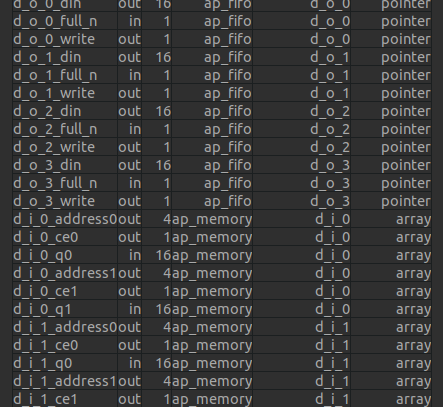 d_o_0_din out 16 ap_fifo d_o_0 pointer
d_o_0_full_n in 1 ap_fifo d_o_0 pointer
d_o_0_write out 1 ap_fifo d_o_0 pointer
d_o_1_din out 16 ap_fifo d_o_1 pointer
d_o_1_full_n in 1 ap_fifo d_o_1 pointer
d_o_1_write out 1 ap_fifo d_o_1 pointer
d_o_2_din out 16 ap_fifo d_o_2 pointer
d_o_2_full_n in 1 ap_fifo d_o_2 pointer
d_o_2_write out 1 ap_fifo d_o_2 pointer
d_o_3_din out 16 ap_fifo d_o_3 pointer
d_o_3_full_n in 1 ap_fifo d_o_3 pointer
d_o_3_write out 1 ap_fifo d_o_3 pointer
d_i_0_address0 out 4 ap_memory d_i_0 array
d_i_0_ce0 out 1 ap_memory d_i_0 array
d_i_0_q0 in 16 ap_memory d_i_0 array
d_i_0_address1 out 4 ap_memory d_i_0 array
d_i_0_ce1 out 1 ap_memory d_i_0 array
d_i_0_q1 in 16 ap_memory d_i_0 array
d_i_1_address0 out 4 ap_memory d_i_1 array
d_i_1_ce0 out 1 ap_memory d_i_1 array
d_i_1_q0 in 16 ap_memory d_i_1 array
d_i_1_address1 out 4 ap_memory d_i_1 array
d_i_1_ce1 out 1 ap_memory d_i_1 array